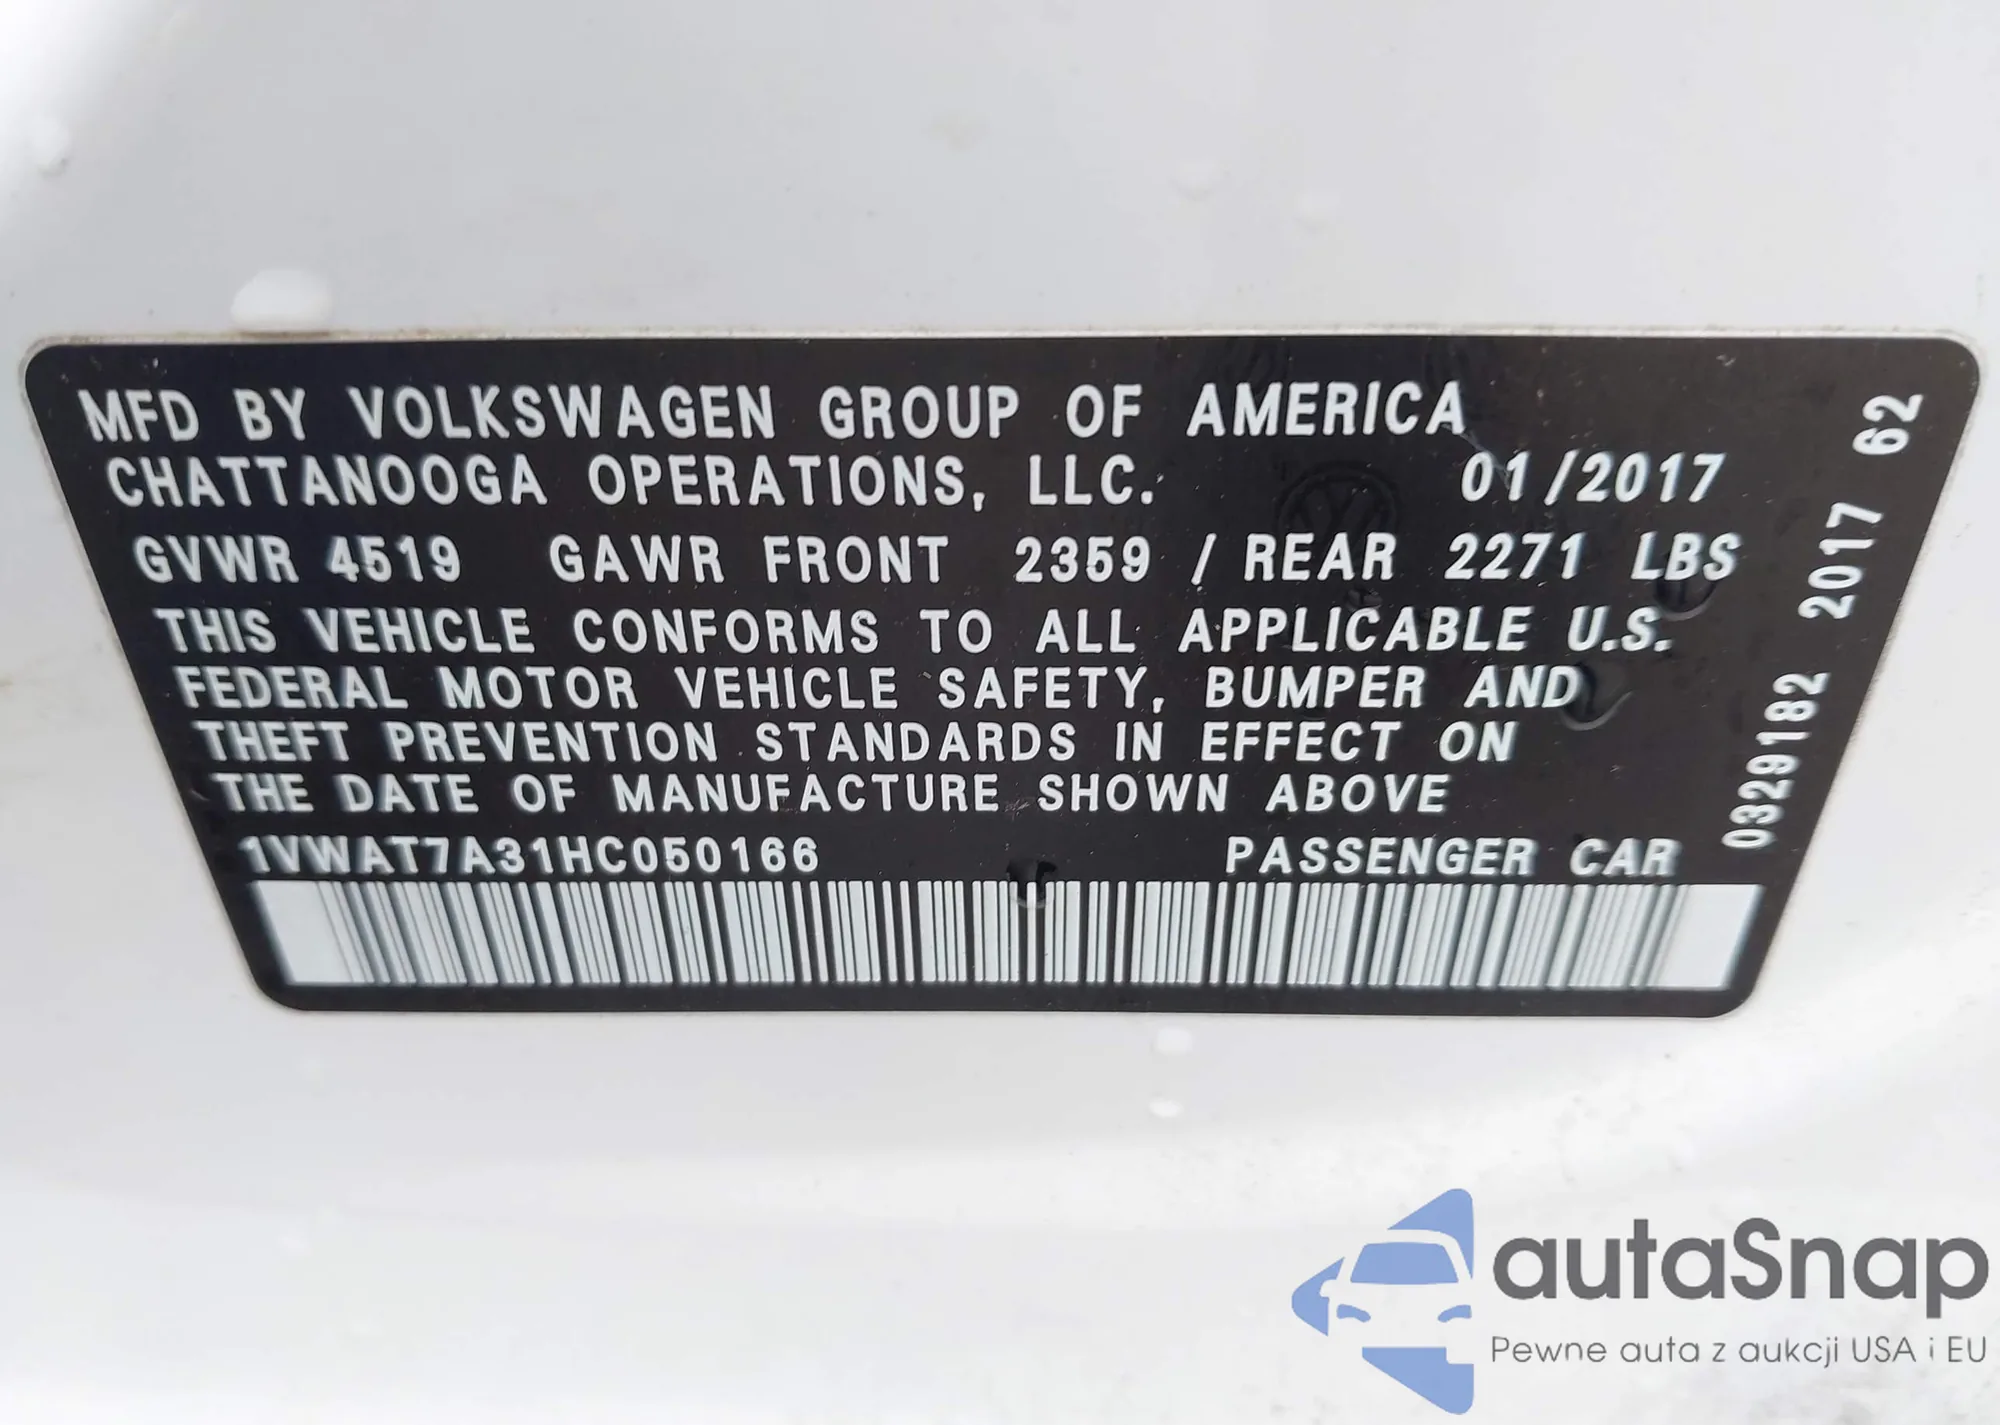 MFD BY VOLKSWAGEN GROUP OF AMERICA
CHATTANOOGA OPERATIONS, LLC. 01/2017
GVWR 4519 GAWR FRONT 2359 / REAR 2271 LBS
THIS VEHICLE CONFORMS TO ALL APPLICABLE U.S.
FEDERAL MOTOR VEHICLE SAFETY, BUMPER AND
THEFT PREVENTION STANDARDS IN EFFECT ON
THE DATE OF MANUFACTURE SHOWN ABOVE
1VWAT7A31HC050166 PASSENGER CAR
0329182 2017 62
autaSnap
Pewne auta z aukcji USA i EU